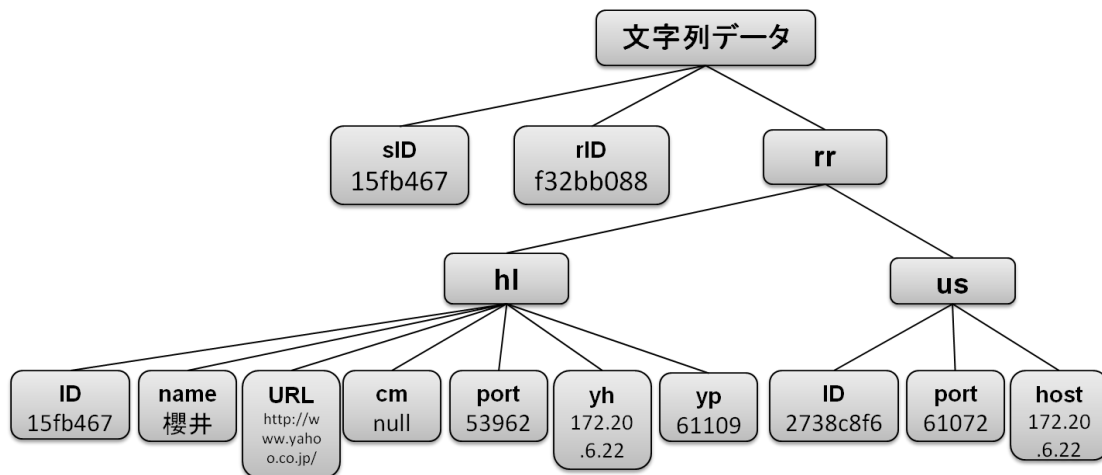 文字列データ
sID
15fb467
rID
f32bb088
rr
hl
us
ID
15fb467
name
櫻井
URL
http://w
ww.yaho
o.co.jp/
cm
null
port
53962
yh
172.20
.6.22
yp
61109
ID
2738c8f6
port
61072
host
172.20
.6.22